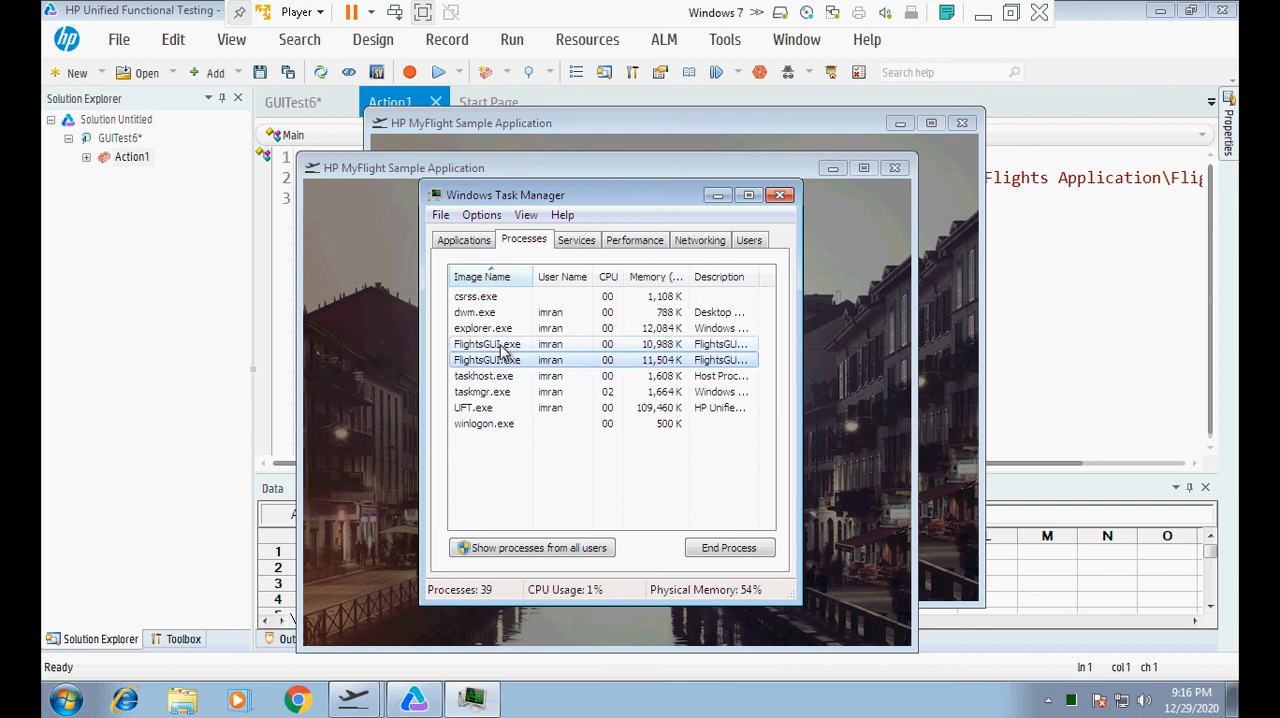 HP Unified Functional Testing -
Player
Windows 7
hp
File Edit View Search Design Record Run Resources ALM Tools Window Help
New Open Add
Search help
Solution Explorer
GUITest6* Action1 Start Page
Solution Untitled
GUITest6*
Action1
Main
Properties
1
2
3
Flights Application\Flig
HP MyFlight Sample Application
HP MyFlight Sample Application
Windows Task Manager
File Options View Help
Applications Processes Services Performance Networking Users
Image Name User Name CPU Memory (... Description
csrss.exe 00 1,108 K
dwm.exe imran 00 788 K Desktop ...
explorer.exe imran 00 12,084 K Windows ...
FlightsGUI.exe imran 00 10,988 K FlightsGU...
FlightsGUI.exe imran 00 11,504 K FlightsGU...
taskhost.exe imran 00 1,608 K Host Proc...
taskmgr.exe imran 02 1,664 K Windows ...
UFT.exe imran 00 109,460 K HP Unifie...
winlogon.exe 00 500 K
Show processes from all users End Process
Processes: 39 CPU Usage: 1% Physical Memory: 54%
Data
M N O
1
2
3
4
Solution Explorer Toolbox
Out
Ready
ln 1 col1 ch 1
9:16 PM
12/29/2020